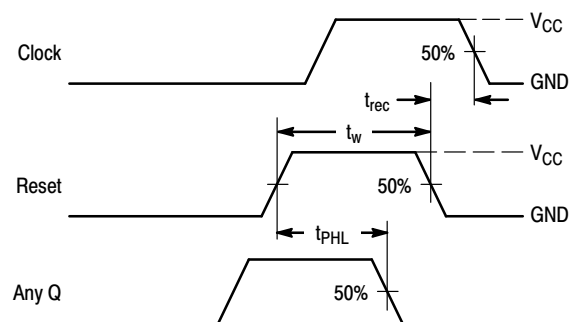 V_CC
Clock
50%
GND
t_rec
t_w
V_CC
Reset
50%
GND
t_PHL
Any Q
50%